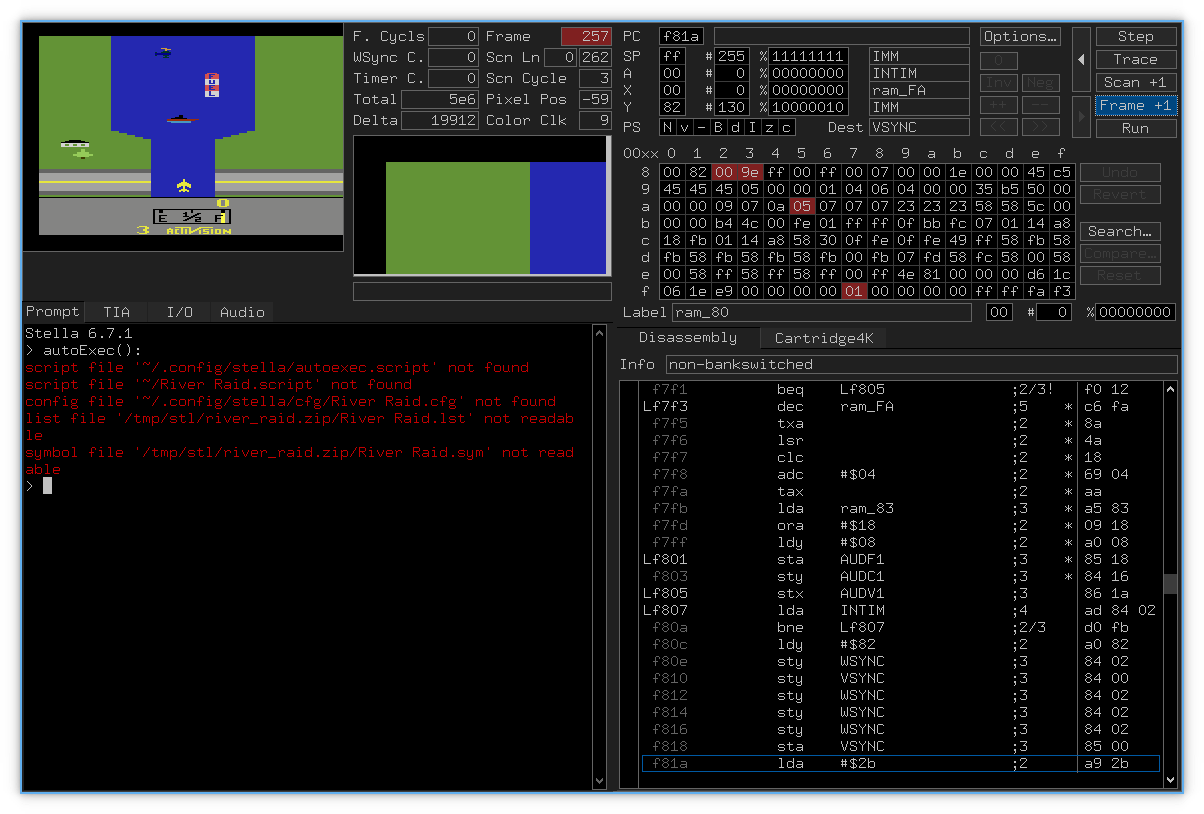 FUEL
E 1/2 F
0
1
3 ACTIVISION
F. Cycls 0 Frame 257
WSync C. 0 Scn Ln 0 262
Timer C. 0 Scn Cycle 3
Total 5e6 Pixel Pos -59
Delta 19912 Color Clk 9
PC f81a
SP ff #255 %11111111 IMM
A 00 # 0 %00000000 INTIM
X 00 # 0 %00000000 ram_FA
Y 82 #130 %10000010 IMM
PS N v - B d I z c Dest VSYNC
Options…
0
Inv Neg
++ --
<< >>
Step
Trace
Scan +1
Frame +1
Run
00xx 0 1 2 3 4 5 6 7 8 9 a b c d e f
8 00 82 00 9e ff 00 ff 00 07 00 00 1e 00 00 45 c5
9 45 45 45 05 00 00 01 04 06 04 00 00 35 b5 50 00
a 00 00 09 07 0a 05 07 07 07 23 23 23 58 58 5c 00
b 00 00 b4 4c 00 fe 01 ff ff 0f bb fc 07 01 14 a8
c 18 fb 01 14 a8 58 30 0f fe 0f fe 49 ff 58 fb 58
d fb 58 fb 58 fb 58 fb 00 fb 07 fd 58 fc 58 00 58
e 00 58 ff 58 ff 58 ff 00 ff 4e 81 00 00 00 d6 1c
f 06 1e e9 00 00 00 00 01 00 00 00 00 ff ff fa f3
Undo
Revert
Search…
Compare…
Reset
Label ram_80 00 # 0 %00000000
Prompt TIA I/O Audio
Stella 6.7.1
> autoExec():
script file '~/.config/stella/autoexec.script' not found
script file '~/River Raid.script' not found
config file '~/.config/stella/cfg/River Raid.cfg' not found
list file '/tmp/stl/river_raid.zip/River Raid.lst' not readab
le
symbol file '/tmp/stl/river_raid.zip/River Raid.sym' not read
able
>
Disassembly Cartridge4K
Info non-bankswitched
f7f1 beq Lf805 ;2/3! f0 12
Lf7f3 dec ram_FA ;5 * c6 fa
f7f5 txa ;2 * 8a
f7f6 lsr ;2 * 4a
f7f7 clc ;2 * 18
f7f8 adc #$04 ;2 * 69 04
f7fa tax ;2 * aa
f7fb lda ram_83 ;3 * a5 83
f7fd ora #$18 ;2 * 09 18
f7ff ldy #$08 ;2 * a0 08
Lf801 sta AUDF1 ;3 * 85 18
f803 sty AUDC1 ;3 * 84 16
Lf805 stx AUDV1 ;3 86 1a
Lf807 lda INTIM ;4 ad 84 02
f80a bne Lf807 ;2/3 d0 fb
f80c ldy #$82 ;2 a0 82
f80e sty WSYNC ;3 84 02
f810 sty VSYNC ;3 84 00
f812 sty WSYNC ;3 84 02
f814 sty WSYNC ;3 84 02
f816 sty WSYNC ;3 84 02
f818 sta VSYNC ;3 85 00
f81a lda #$2b ;2 a9 2b